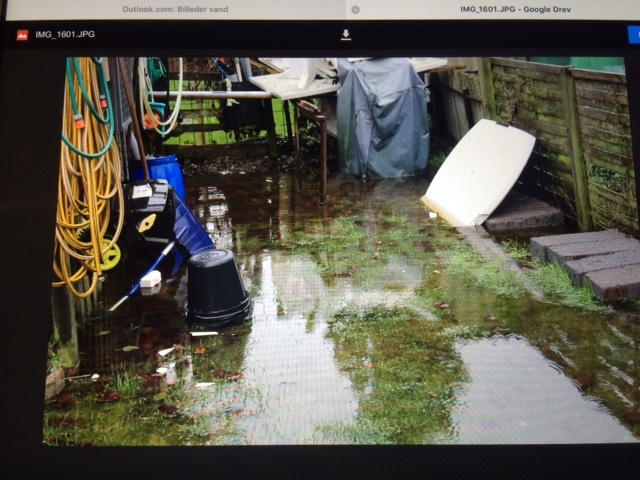 Outlook.com: Billeder vand
IMG_1601.JPG - Google Drev
IMG_1601.JPG